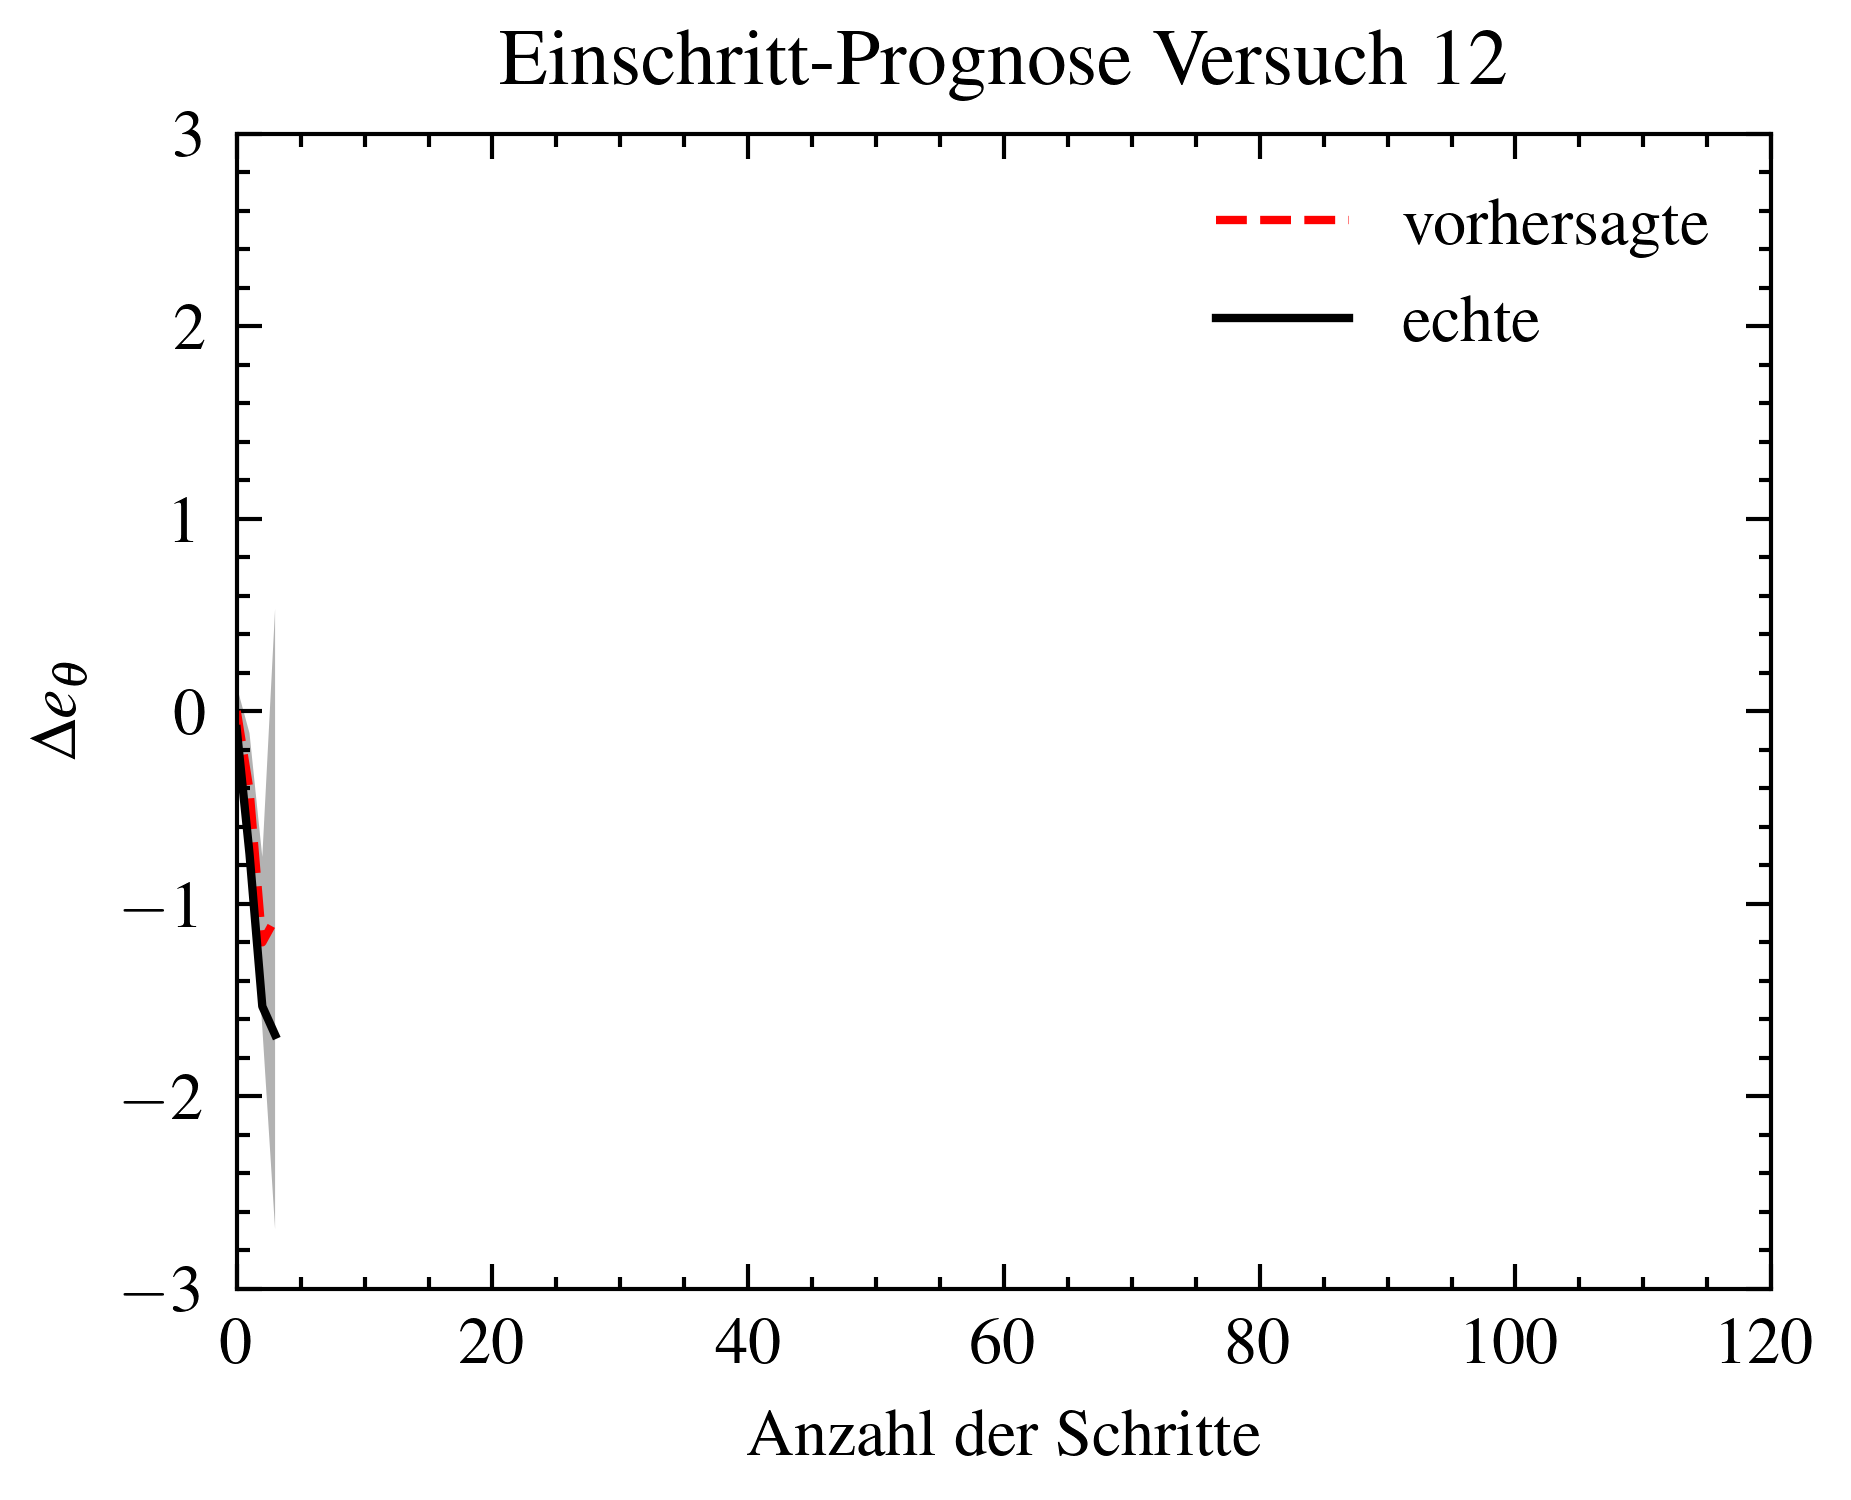 Einschritt-Prognose Versuch 12
3
2
1
0
−1
−2
−3
Δeθ
vorhersagte
echte
0 20 40 60 80 100 120
Anzahl der Schritte